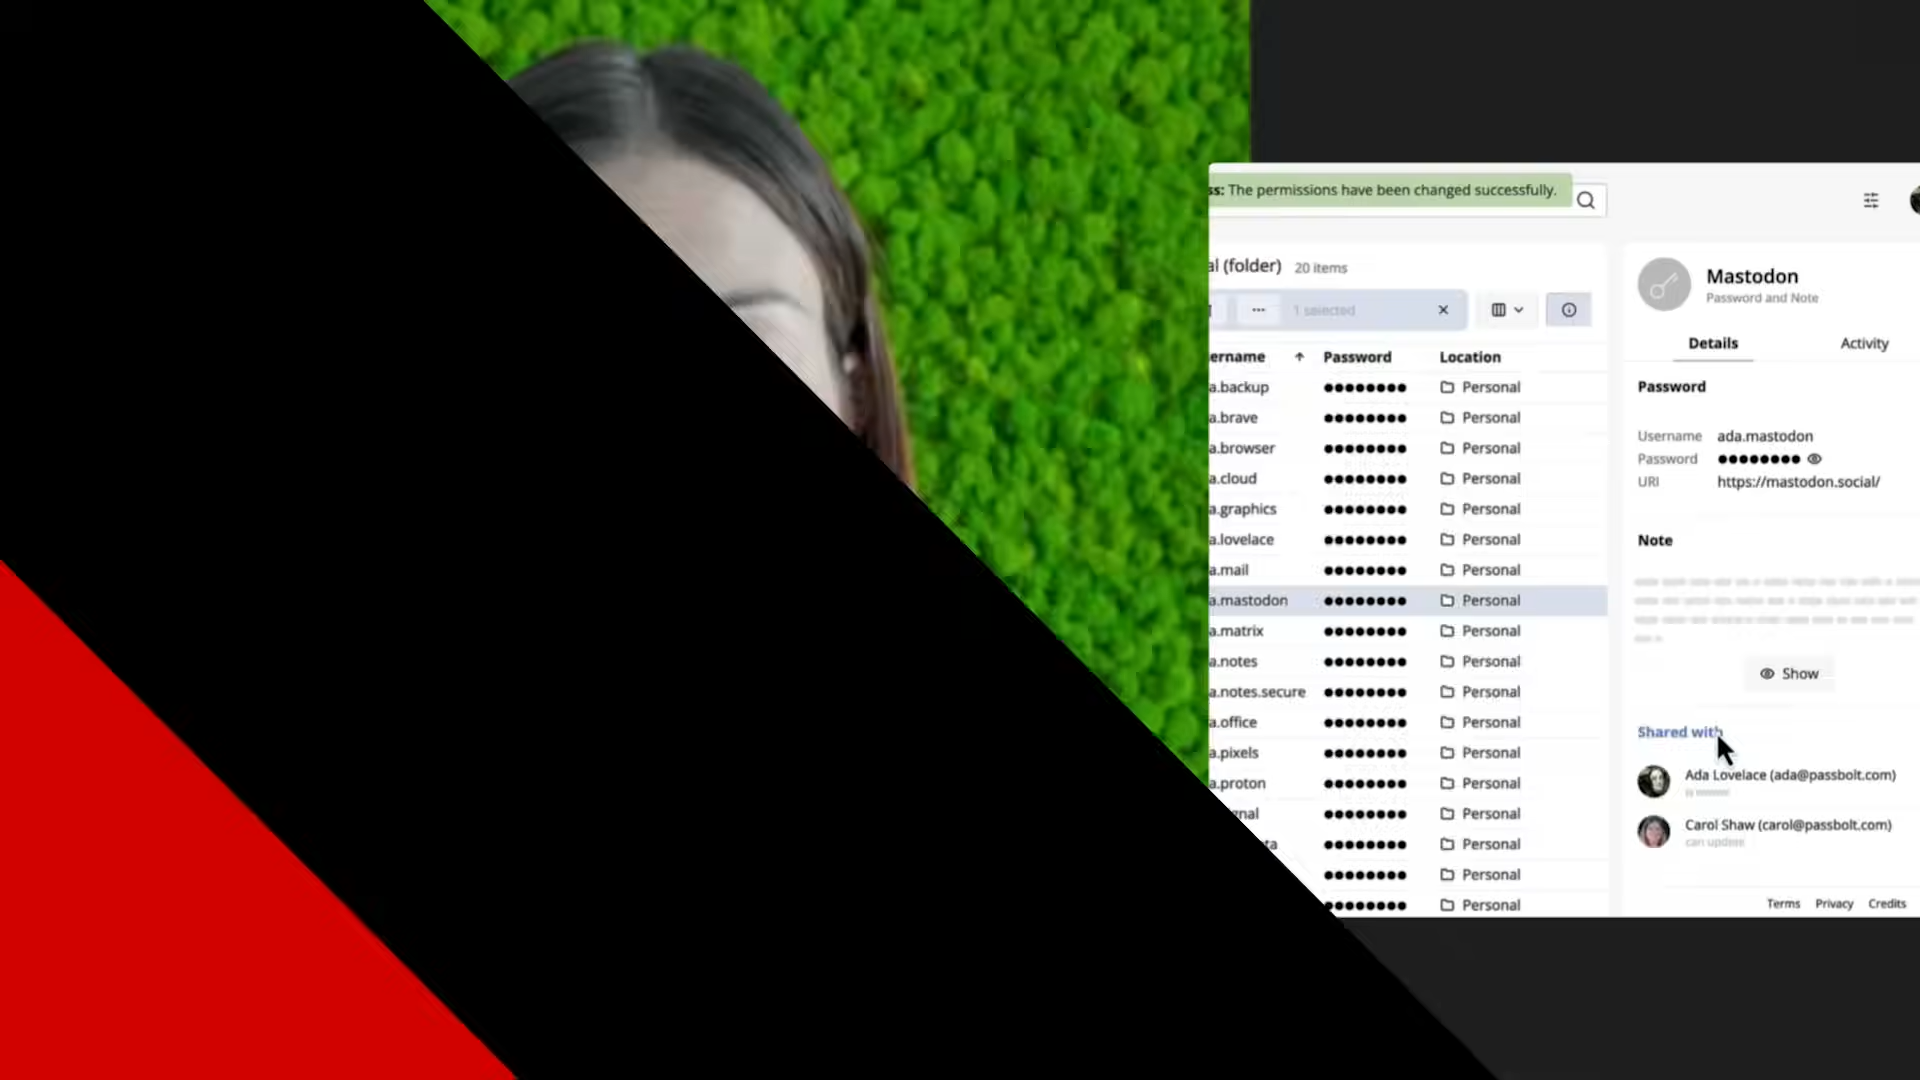 ss: The permissions have been changed successfully.
al (folder) 20 items
1 selected
ername Password Location
a.backup ●●●●●●●● Personal
a.brave ●●●●●●●● Personal
a.browser ●●●●●●●● Personal
a.cloud ●●●●●●●● Personal
a.graphics ●●●●●●●● Personal
a.lovelace ●●●●●●●● Personal
a.mail ●●●●●●●● Personal
a.mastodon ●●●●●●●● Personal
a.matrix ●●●●●●●● Personal
a.notes ●●●●●●●● Personal
a.notes.secure ●●●●●●●● Personal
a.office ●●●●●●●● Personal
a.pixels ●●●●●●●● Personal
a.proton ●●●●●●●● Personal
nal ●●●●●●●● Personal
ta ●●●●●●●● Personal
●●●●●●●● Personal
●●●●●●●● Personal
Mastodon
Password and Note
Details Activity
Password
Username ada.mastodon
Password ●●●●●●●●
URI https://mastodon.social/
Note
Show
Shared with
Ada Lovelace (ada@passbolt.com)
Carol Shaw (carol@passbolt.com)
can update
Terms Privacy Credits